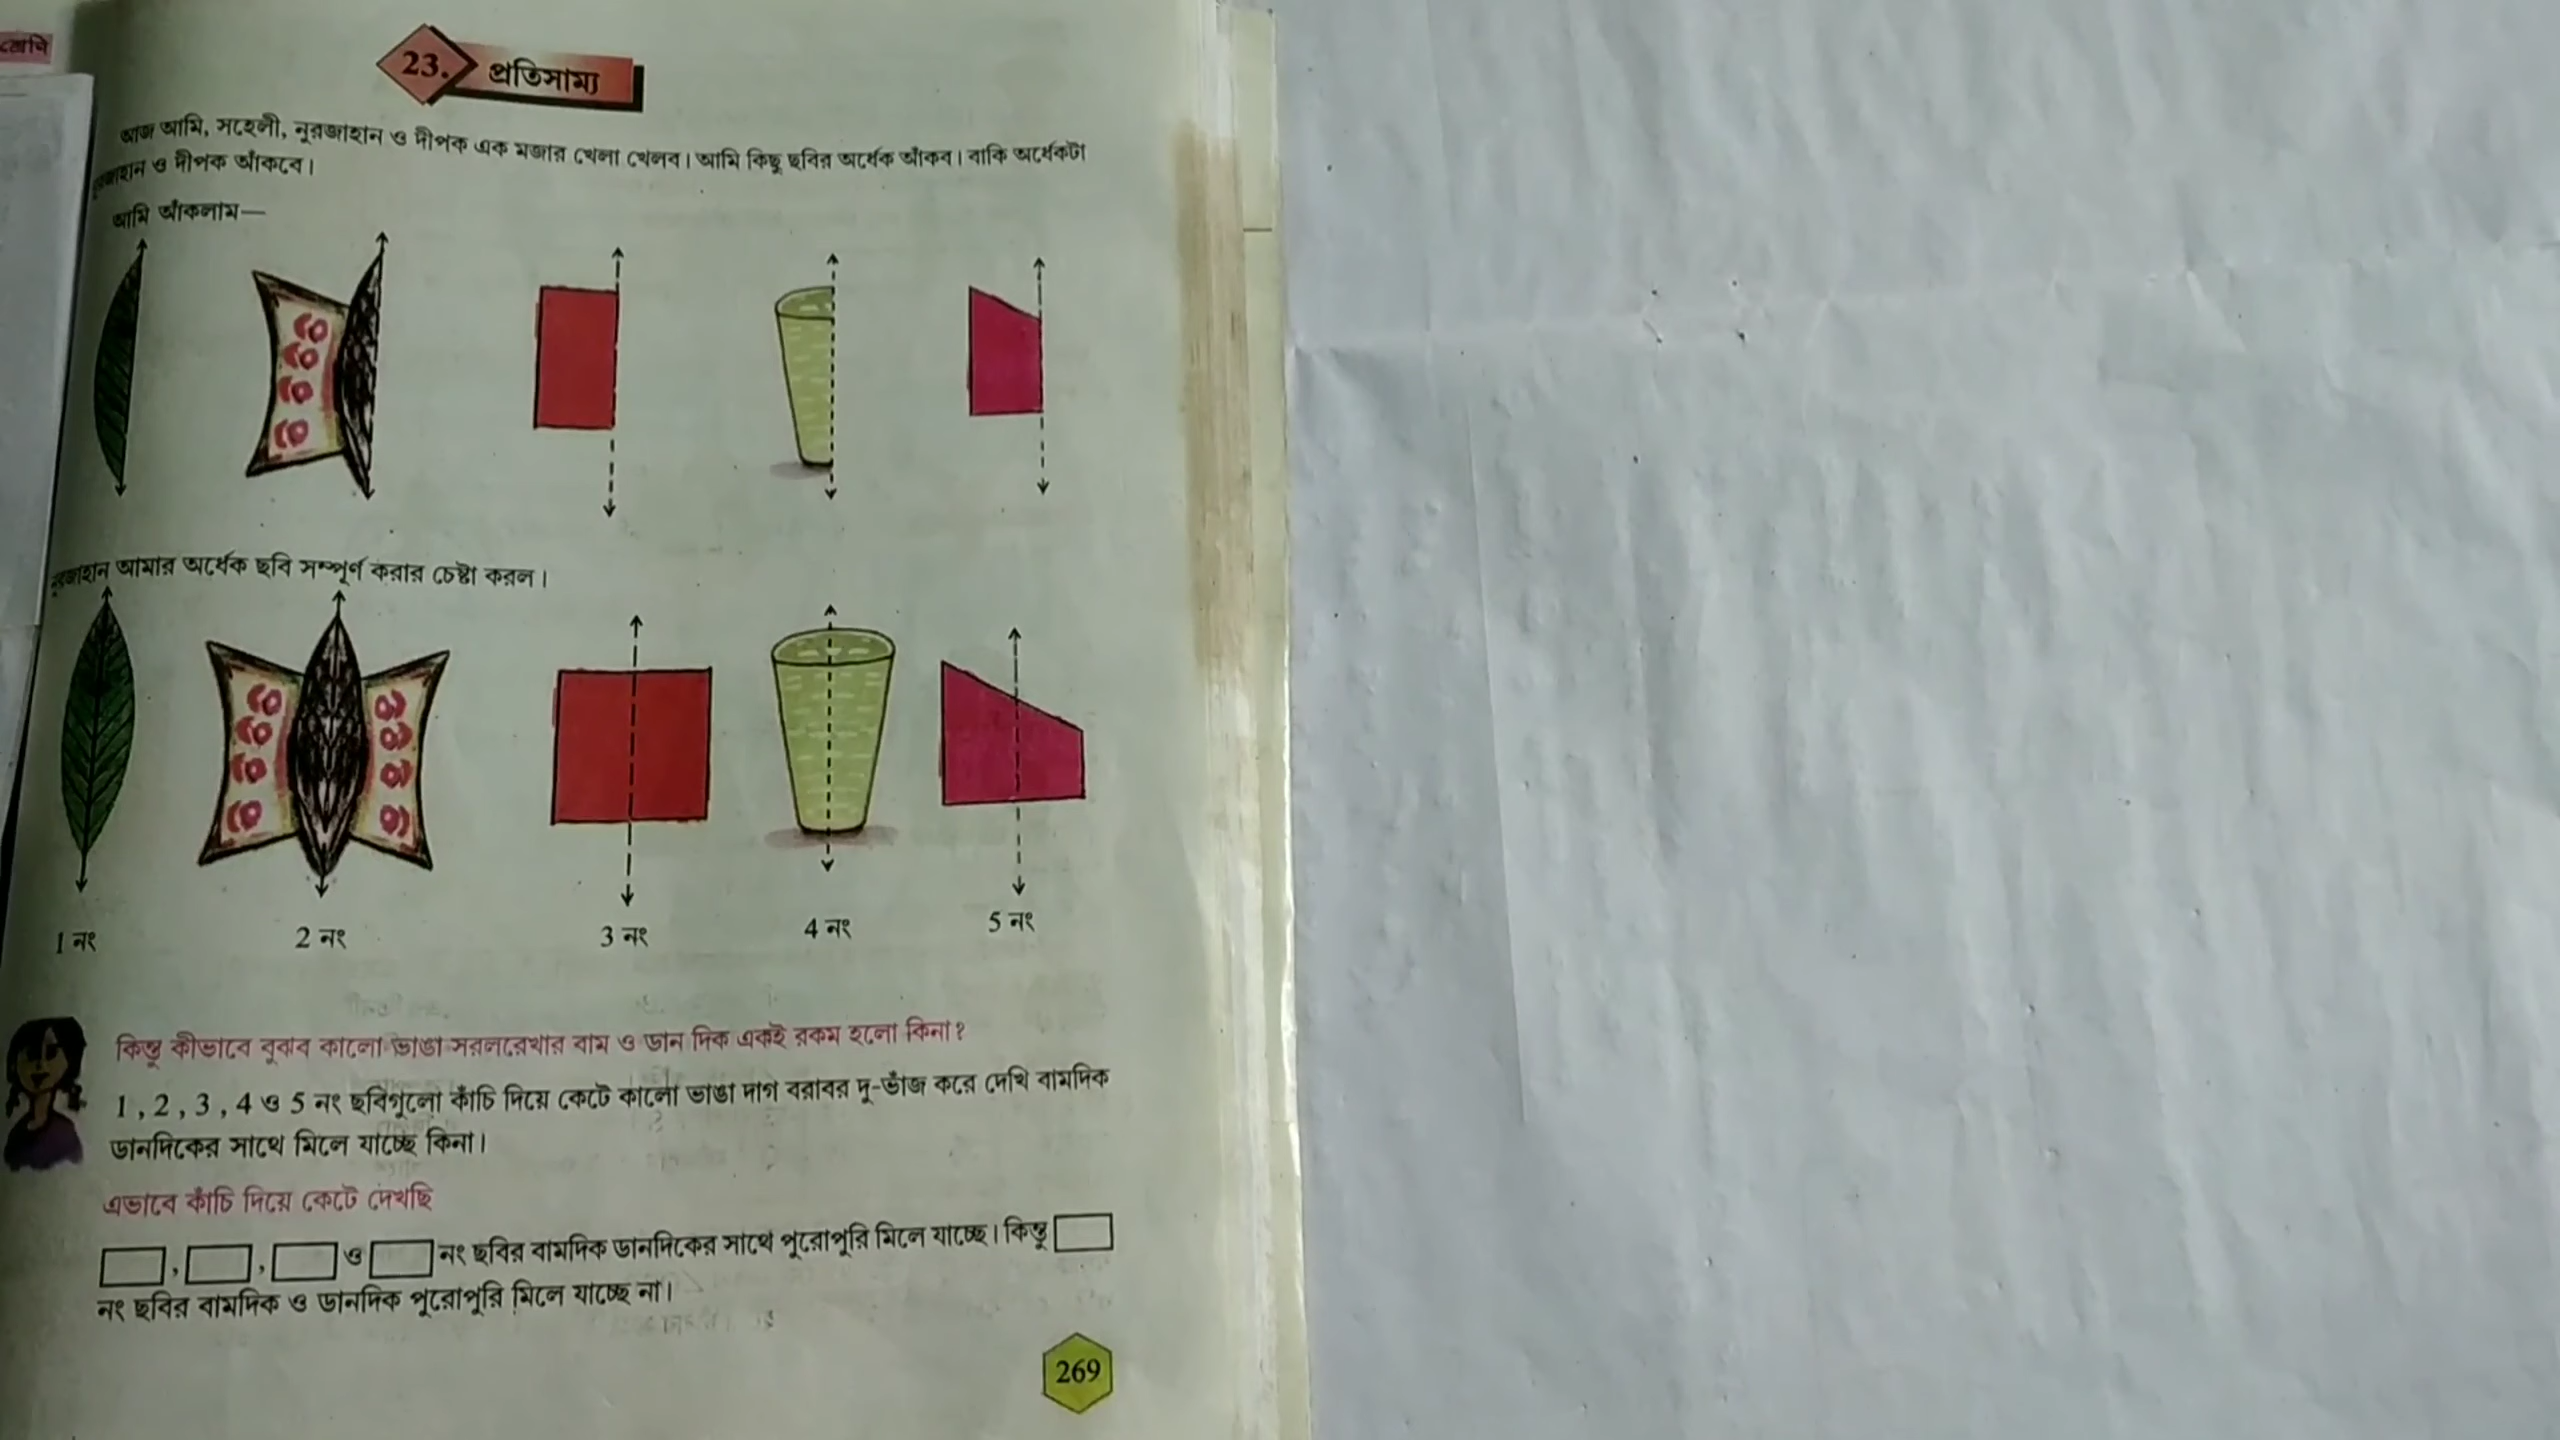 শ্রেণি
23. প্রতিসাম্য
আজ আমি, সহেলী, নুরজাহান ও দীপক এক মজার খেলা খেলব। আমি কিছু ছবির অর্ধেক আঁকব। বাকি অর্ধেকটা
নুরজাহান ও দীপক আঁকবে।
আমি আঁকলাম—
নুরজাহান আমার অর্ধেক ছবি সম্পূর্ণ করার চেষ্টা করল।
1 নং 2 নং 3 নং 4 নং 5 নং
কিন্তু কীভাবে বুঝব কালো ভাঙা সরলরেখার বাম ও ডান দিক একই রকম হলো কিনা?
1 , 2 , 3 , 4 ও 5 নং ছবিগুলো কাঁচি দিয়ে কেটে কালো ভাঙা দাগ বরাবর দু-ভাঁজ করে দেখি বামদিক
ডানদিকের সাথে মিলে যাচ্ছে কিনা।
এভাবে কাঁচি দিয়ে কেটে দেখছি
, , ও নং ছবির বামদিক ডানদিকের সাথে পুরোপুরি মিলে যাচ্ছে। কিন্তু
নং ছবির বামদিক ও ডানদিক পুরোপুরি মিলে যাচ্ছে না।
269